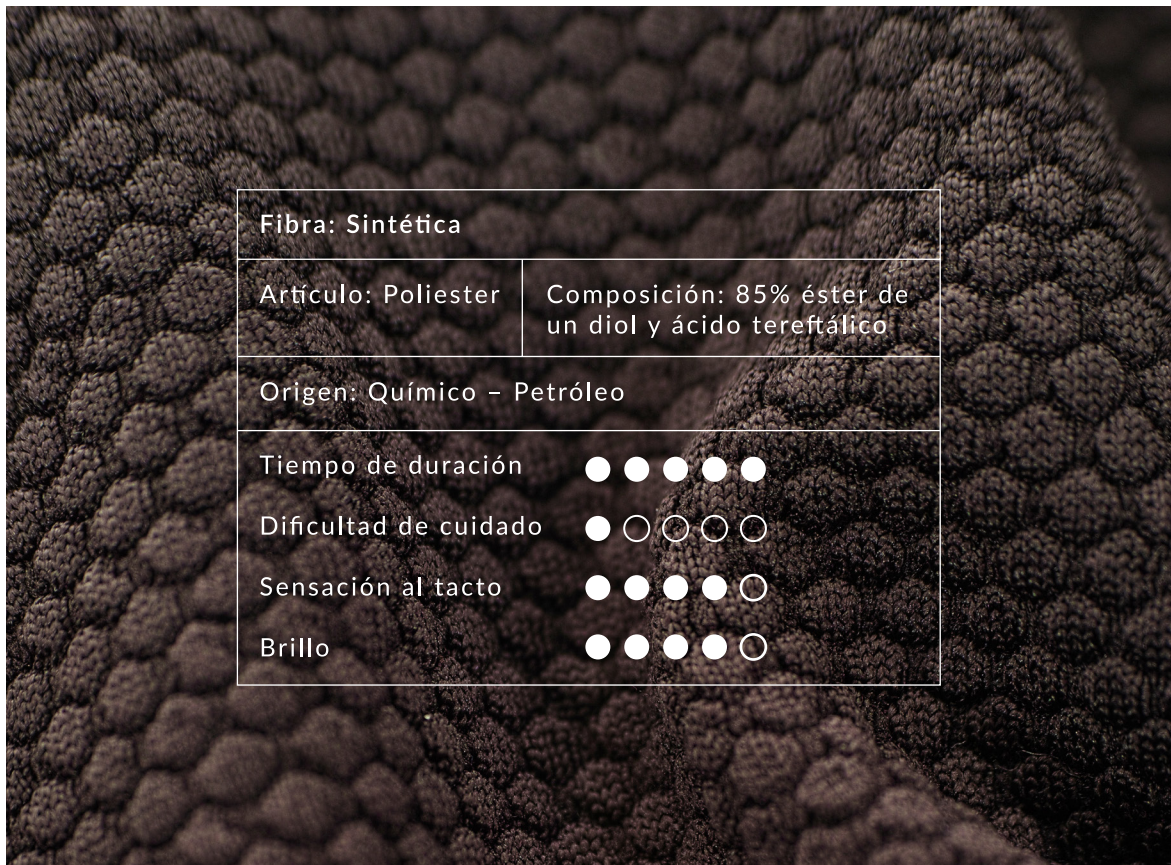 Fibra: Sintética
Artículo: Poliester
Composición: 85% éster de
un diol y ácido tereftálico
Origen: Químico – Petróleo
Tiempo de duración
Dificultad de cuidado
Sensación al tacto
Brillo